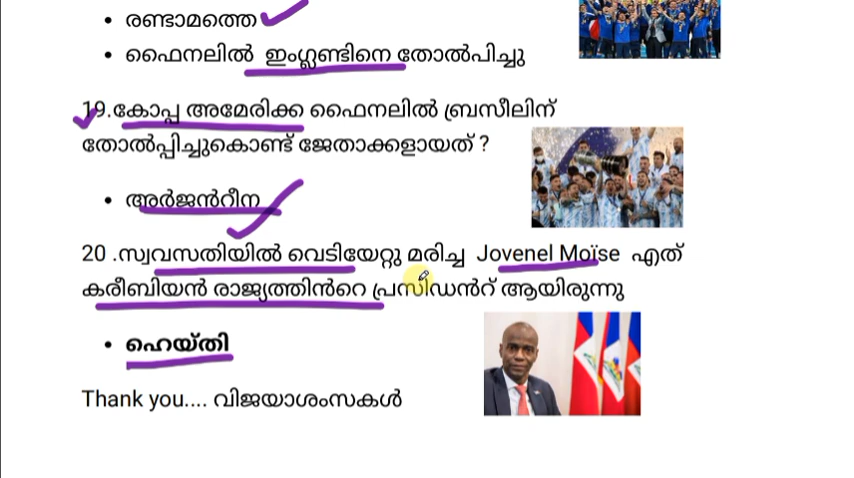 • രണ്ടാമത്തെ
• ഫൈനലിൽ ഇംഗ്ലണ്ടിനെ തോൽപിച്ചു
19.കോപ്പ അമേരിക്ക ഫൈനലിൽ ബ്രസീലിന്
തോൽപ്പിച്ചുകൊണ്ട് ജേതാക്കളായത് ?
• അർജൻറീന
20 .സ്വവസതിയിൽ വെടിയേറ്റു മരിച്ച Jovenel Moïse ഏത്
കരീബിയൻ രാജ്യത്തിൻറെ പ്രസിഡൻറ് ആയിരുന്നു
• ഹെയ്തി
Thank you.... വിജയാശംസകൾ